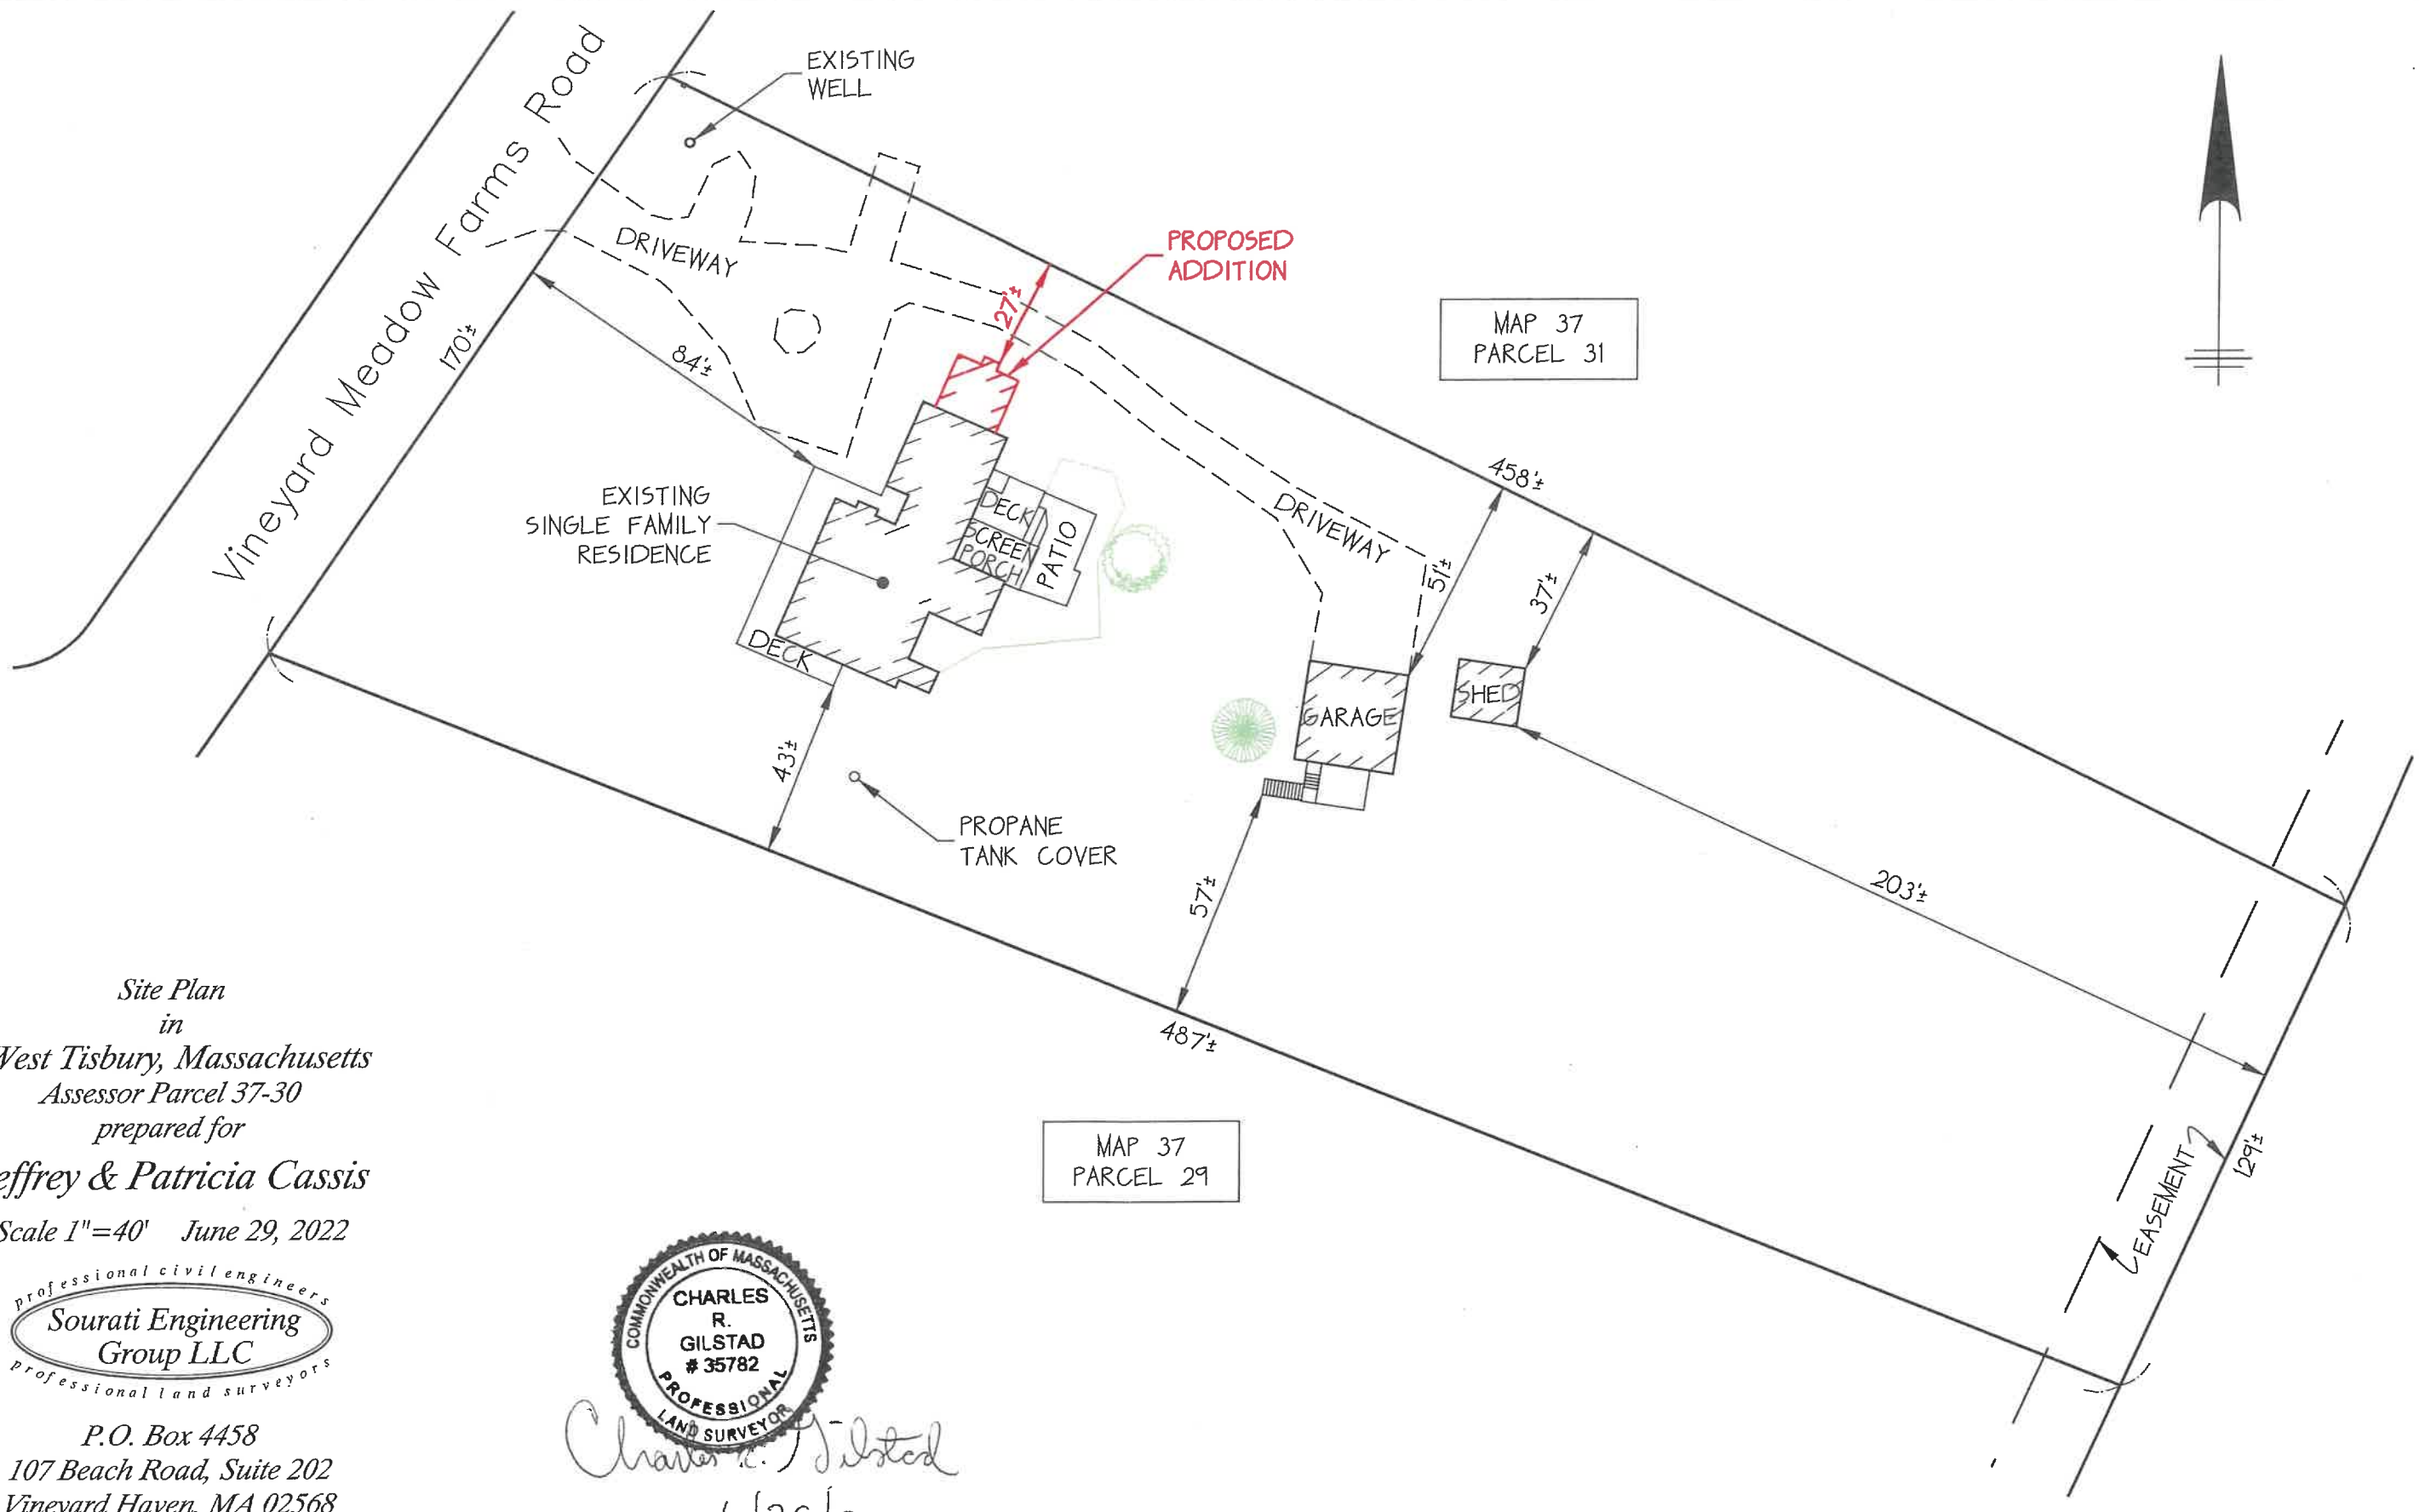 EXISTING
WELL
Vineyard Meadow Farms Road
DRIVEWAY
PROPOSED
ADDITION
27'±
170'±
84'±
MAP 37
PARCEL 31
458'±
EXISTING
SINGLE FAMILY
RESIDENCE
DECK
SCREEN
PORCH
PATIO
DRIVEWAY
51'±
37'±
DECK
SHED
GARAGE
43'±
PROPANE
TANK COVER
57'±
203'±
487'±
EASEMENT
129'±
MAP 37
PARCEL 29
Site Plan
in
West Tisbury, Massachusetts
Assessor Parcel 37-30
prepared for
effrey & Patricia Cassis
Scale 1"=40' June 29, 2022
professional civil engineers
Sourati Engineering
Group LLC
professional land surveyors
P.O. Box 4458
107 Beach Road, Suite 202
Vineyard Haven, MA 02568
COMMONWEALTH OF MASSACHUSETTS
CHARLES
R.
GILSTAD
# 35782
PROFESSIONAL
LAND SURVEYOR
Charles R. Gilstad